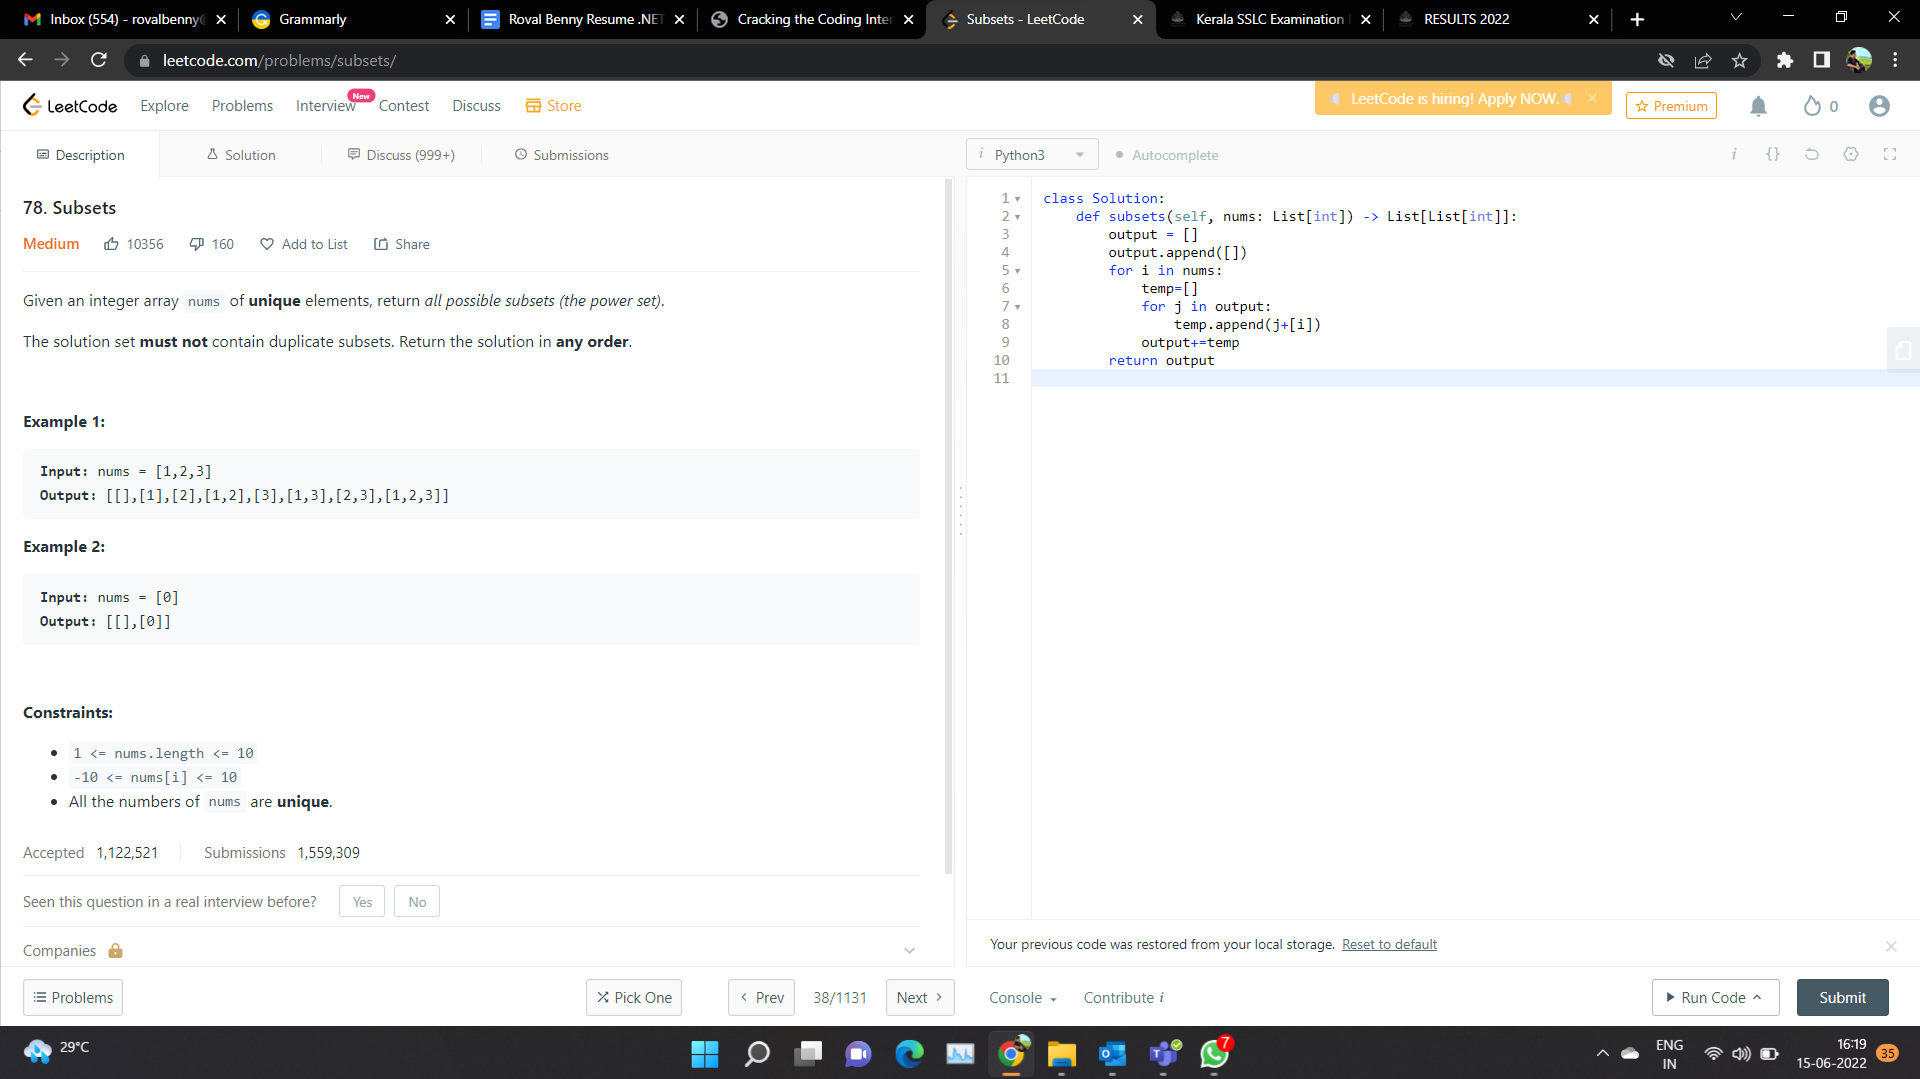 Inbox (554) - rovalbenny@
Grammarly
Roval Benny Resume .NET
Cracking the Coding Inter
Subsets - LeetCode
Kerala SSLC Examination
RESULTS 2022
leetcode.com/problems/subsets/
LeetCode
Explore
Problems
Interview
New
Contest
Discuss
Store
LeetCode is hiring! Apply NOW.
Premium
0
Description
Solution
Discuss (999+)
Submissions
i Python3
Autocomplete
i {}
78. Subsets
Medium
10356
160
Add to List
Share
Given an integer array nums of unique elements, return all possible subsets (the power set).
The solution set must not contain duplicate subsets. Return the solution in any order.
Example 1:
Input: nums = [1,2,3]
Output: [[],[1],[2],[1,2],[3],[1,3],[2,3],[1,2,3]]
Example 2:
Input: nums = [0]
Output: [[],[0]]
Constraints:
1 <= nums.length <= 10
-10 <= nums[i] <= 10
All the numbers of nums are unique.
Accepted 1,122,521
Submissions 1,559,309
Seen this question in a real interview before?
Yes
No
Companies
Problems
Pick One
Prev
38/1131
Next
1 class Solution:
2 def subsets(self, nums: List[int]) -> List[List[int]]:
3 output = []
4 output.append([])
5 for i in nums:
6 temp=[]
7 for j in output:
8 temp.append(j+[i])
9 output+=temp
10 return output
11
Your previous code was restored from your local storage. Reset to default
Console
Contribute i
Run Code
Submit
29°C
7
ENG
IN
16:19
15-06-2022
35